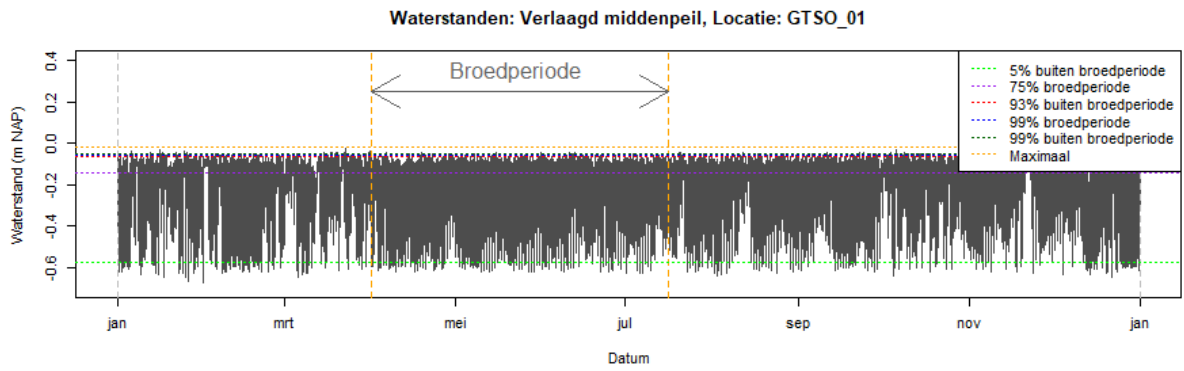 Waterstanden: Verlaagd middenpeil, Locatie: GTSO_01
Waterstand (m NAP)
0.4
0.2
0.0
-0.2
-0.4
-0.6
Broedperiode
5% buiten broedperiode
75% broedperiode
93% buiten broedperiode
99% broedperiode
99% buiten broedperiode
Maximaal
jan mrt mei jul sep nov jan
Datum